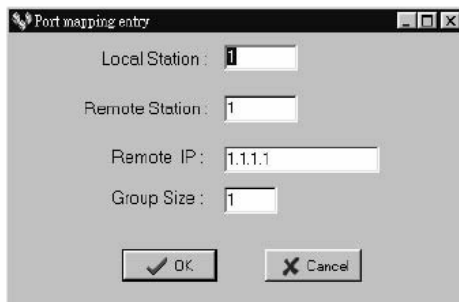 Port mapping entry
Local Station : 1
Remote Station : 1
Remote IP : 1.1.1.1
Group Size : 1
OK Cancel